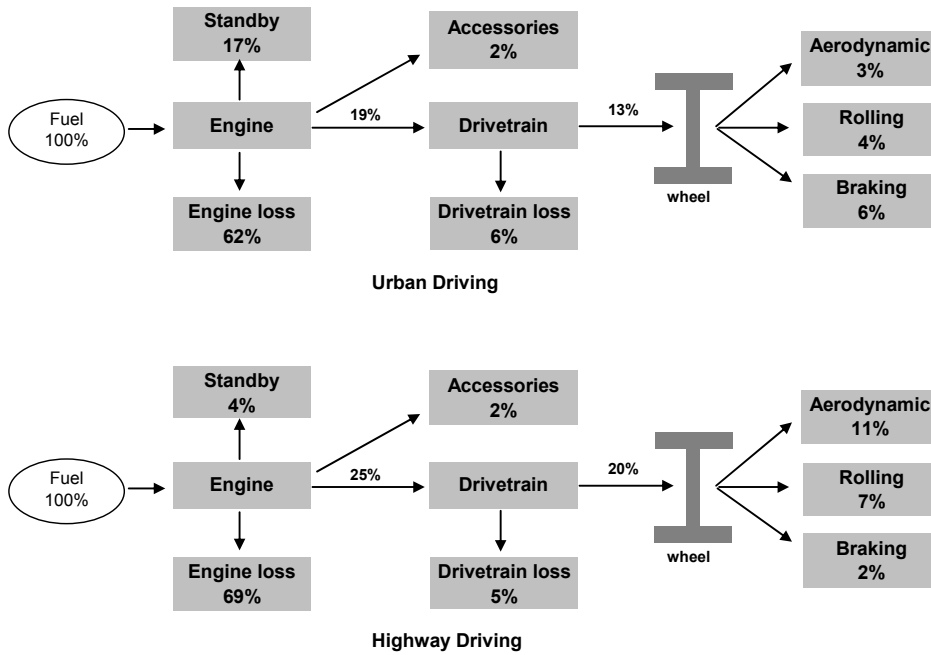 Standby
17%
Accessories
2%
Aerodynamic
3%
Fuel
100%
Engine
19%
Drivetrain
13%
Rolling
4%
wheel
Braking
6%
Engine loss
62%
Drivetrain loss
6%
Urban Driving
Standby
4%
Accessories
2%
Aerodynamic
11%
Fuel
100%
Engine
25%
Drivetrain
20%
Rolling
7%
wheel
Braking
2%
Engine loss
69%
Drivetrain loss
5%
Highway Driving